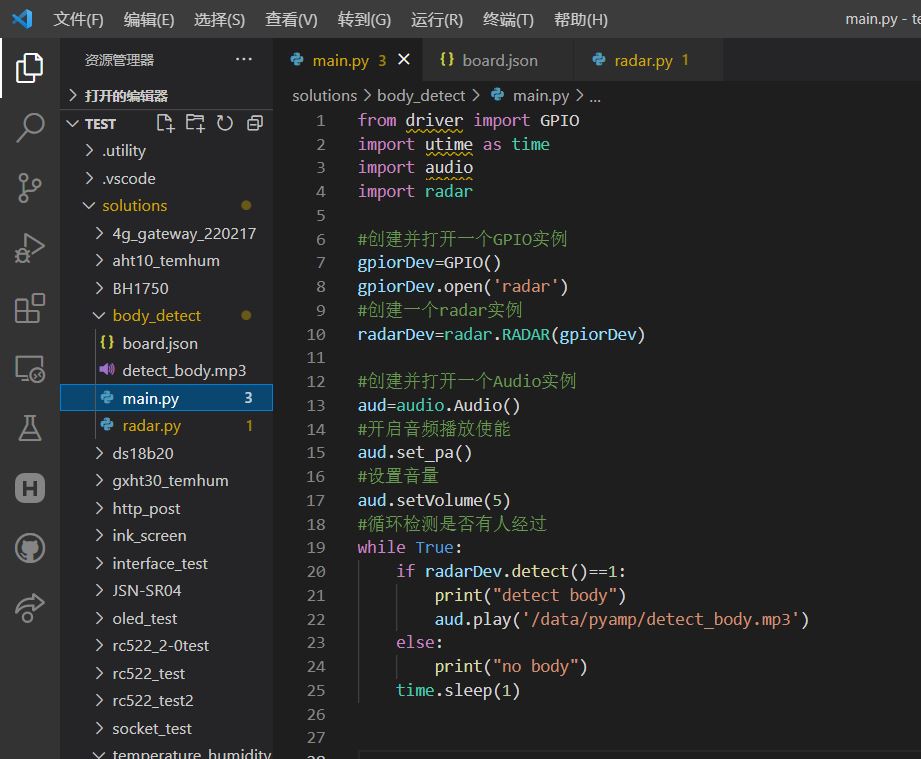 文件(F) 编辑(E) 选择(S) 查看(V) 转到(G) 运行(R) 终端(T) 帮助(H) main.py - te
资源管理器 ...
打开的编辑器
TEST
.utility
.vscode
solutions
4g_gateway_220217
aht10_temhum
BH1750
body_detect
{} board.json
detect_body.mp3
main.py 3
radar.py 1
ds18b20
gxht30_temhum
http_post
ink_screen
interface_test
JSN-SR04
oled_test
rc522_2-0test
rc522_test
rc522_test2
socket_test
temperature_humidity
main.py 3 {} board.json radar.py 1
solutions > body_detect > main.py > ...
1 from driver import GPIO
2 import utime as time
3 import audio
4 import radar
5
6 #创建并打开一个GPIO实例
7 gpiorDev=GPIO()
8 gpiorDev.open('radar')
9 #创建一个radar实例
10 radarDev=radar.RADAR(gpiorDev)
11
12 #创建并打开一个Audio实例
13 aud=audio.Audio()
14 #开启音频播放使能
15 aud.set_pa()
16 #设置音量
17 aud.setVolume(5)
18 #循环检测是否有人经过
19 while True:
20 if radarDev.detect()==1:
21 print("detect body")
22 aud.play('/data/pyamp/detect_body.mp3')
23 else:
24 print("no body")
25 time.sleep(1)
26
27
28